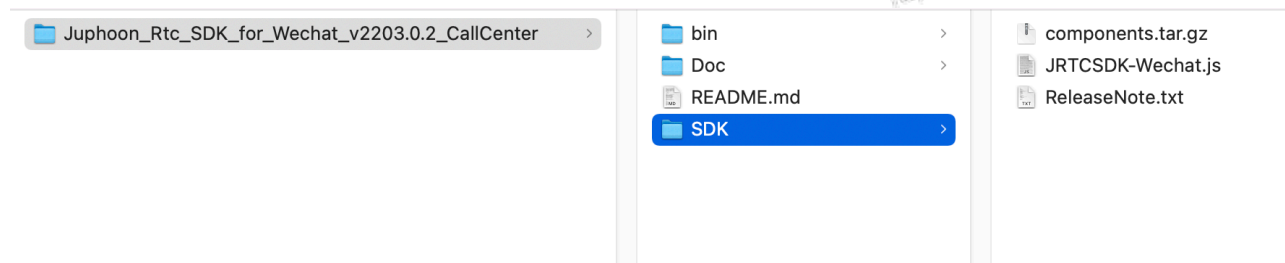 Juphoon_Rtc_SDK_for_Wechat_v2203.0.2_CallCenter
bin
Doc
README.md
SDK
components.tar.gz
JRTCSDK-Wechat.js
ReleaseNote.txt